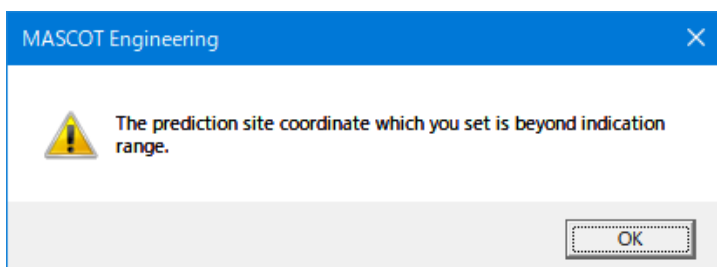 MASCOT Engineering
The prediction site coordinate which you set is beyond indication
range.
OK